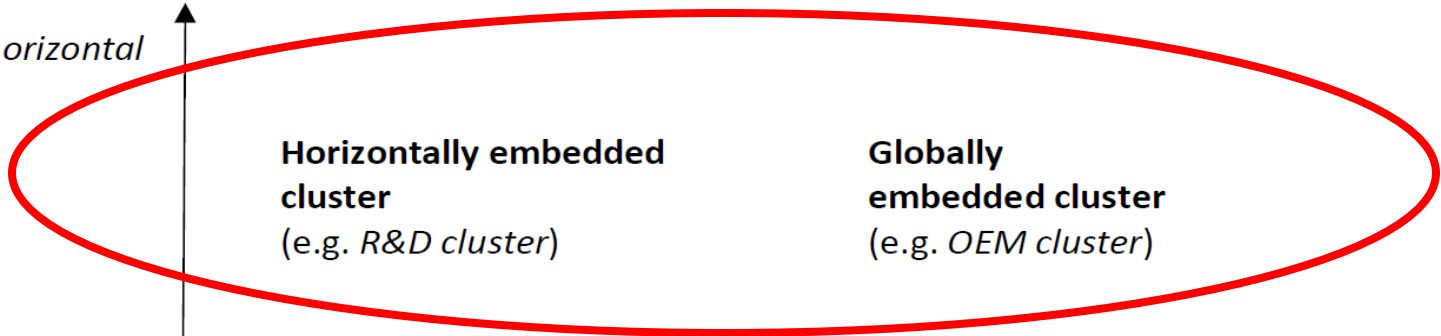 orizontal
Horizontally embedded
cluster
(e.g. R&D cluster)
Globally
embedded cluster
(e.g. OEM cluster)